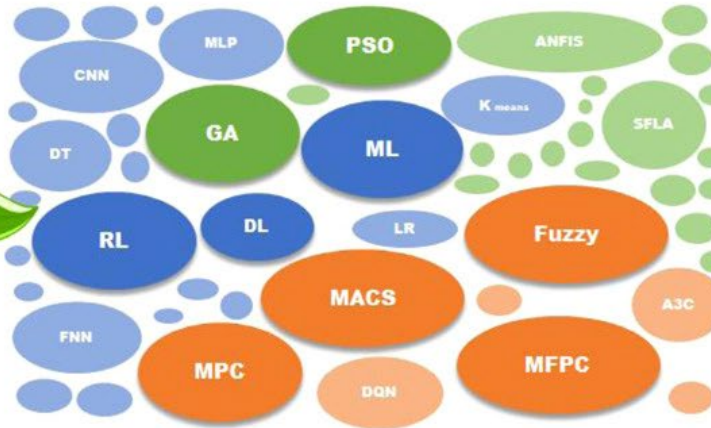 MLP
PSO
ANFIS
CNN
K means
GA
ML
SFLA
DT
RL
DL
LR
Fuzzy
MACS
A3C
FNN
MPC
DQN
MFPC